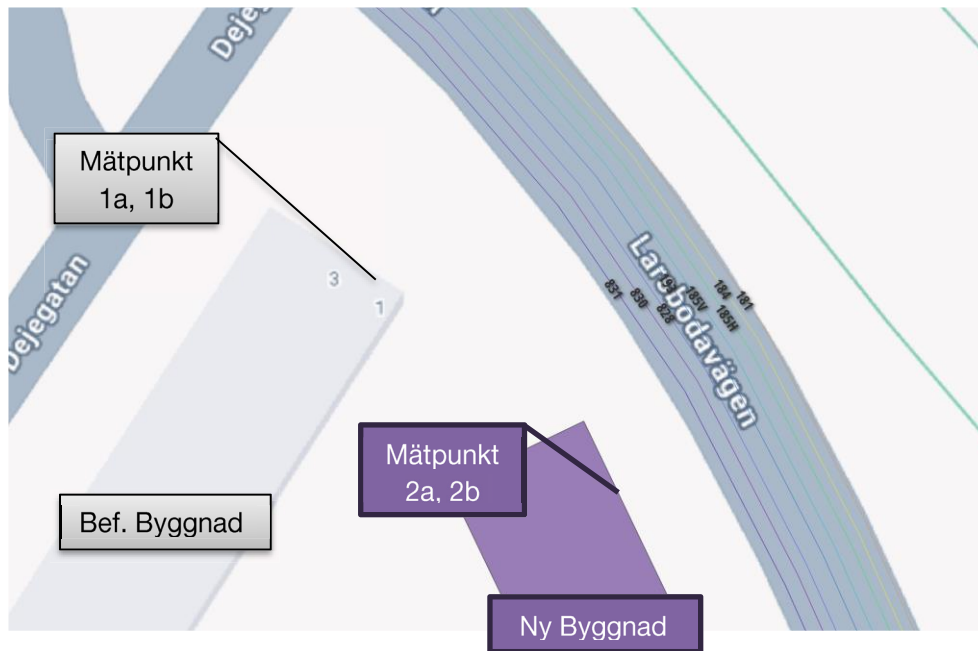 Deje
Mätpunkt
1a, 1b
3
1
Dejegatan
Larsbodavägen
831
830
828
185V
185H
184
181
Mätpunkt
2a, 2b
Bef. Byggnad
Ny Byggnad